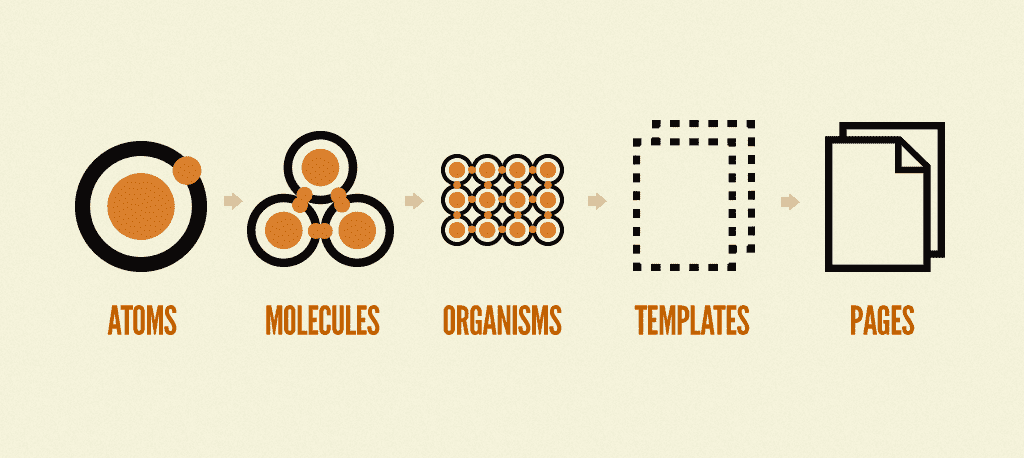 ATOMS MOLECULES ORGANISMS TEMPLATES PAGES